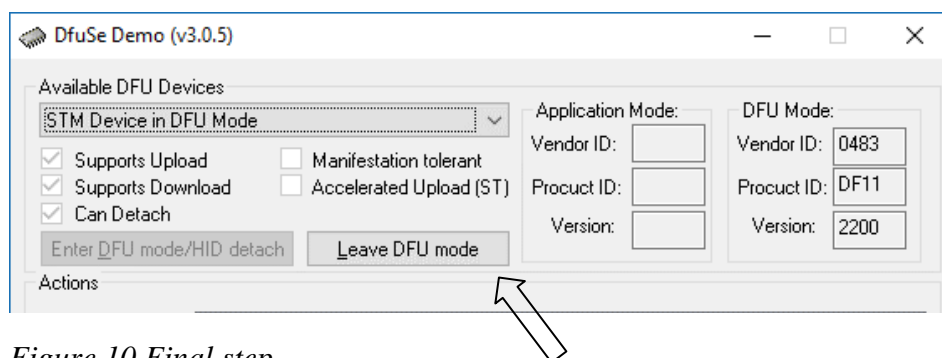 DfuSe Demo (v3.0.5)
Available DFU Devices
STM Device in DFU Mode
Supports Upload
Manifestation tolerant
Supports Download
Accelerated Upload (ST)
Can Detach
Enter DFU mode/HID detach
Leave DFU mode
Application Mode:
Vendor ID:
Procuct ID:
Version:
DFU Mode:
Vendor ID: 0483
Procuct ID: DF11
Version: 2200
Actions
Figure 10 Final step